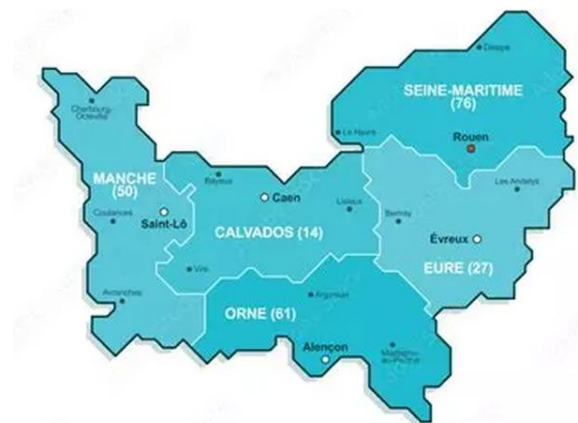 Dieppe
SEINE-MARITIME
(76)
Cherbourg-
Octeville
Le Havre
Rouen
MANCHE
(50)
Bayeux
Les Andelys
Caen
Lisieux
Coutances
Saint-Lô
Bernay
CALVADOS (14)
Évreux
Vire
EURE (27)
Avranches
Argentan
ORNE (61)
Alençon
Mortagne-
au-Perche